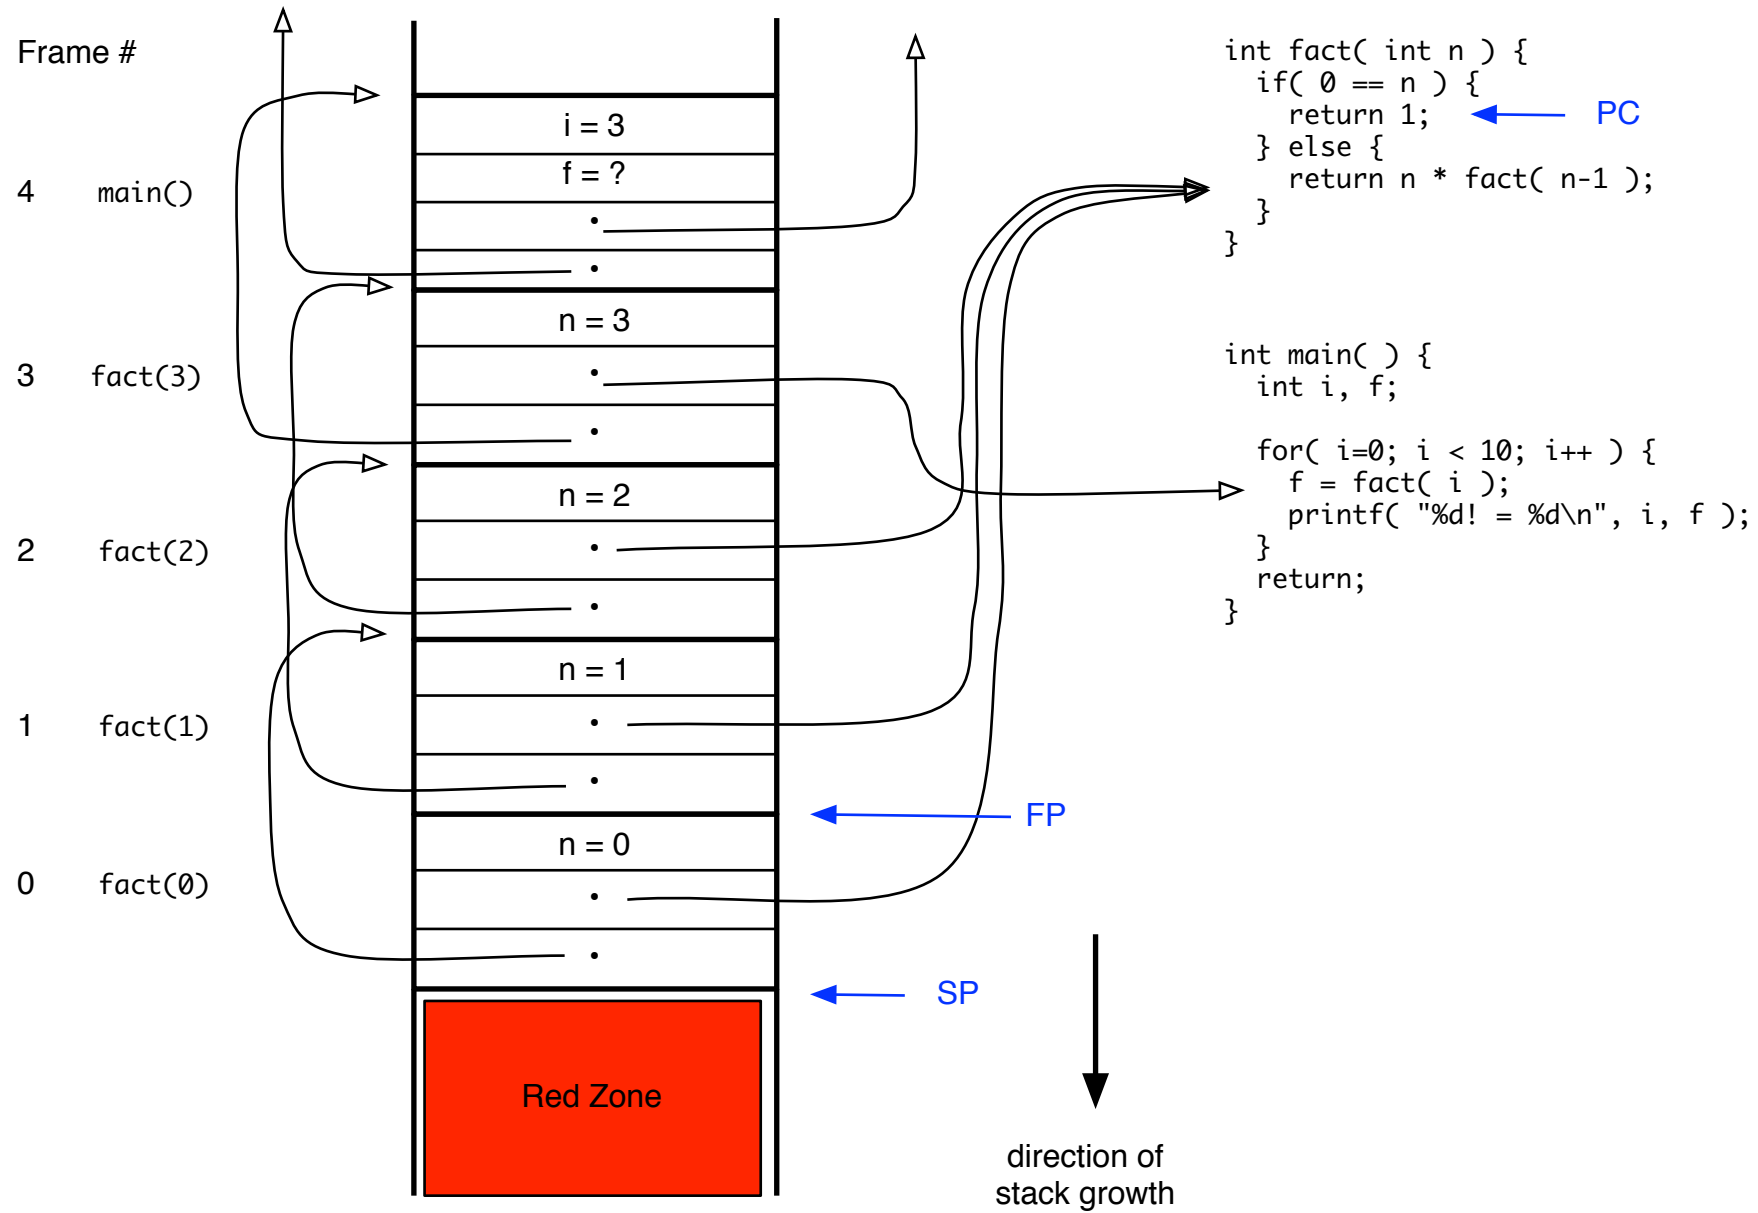 Frame #
i = 3
f = ?
4 main()
n = 3
3 fact(3)
n = 2
2 fact(2)
n = 1
1 fact(1)
FP
n = 0
0 fact(0)
SP
Red Zone
direction of
stack growth
int fact( int n ) {
if( 0 == n ) {
return 1;
PC
} else {
return n * fact( n-1 );
}
}
int main( ) {
int i, f;
for( i=0; i < 10; i++ ) {
f = fact( i );
printf( "%d! = %d\n", i, f );
}
return;
}